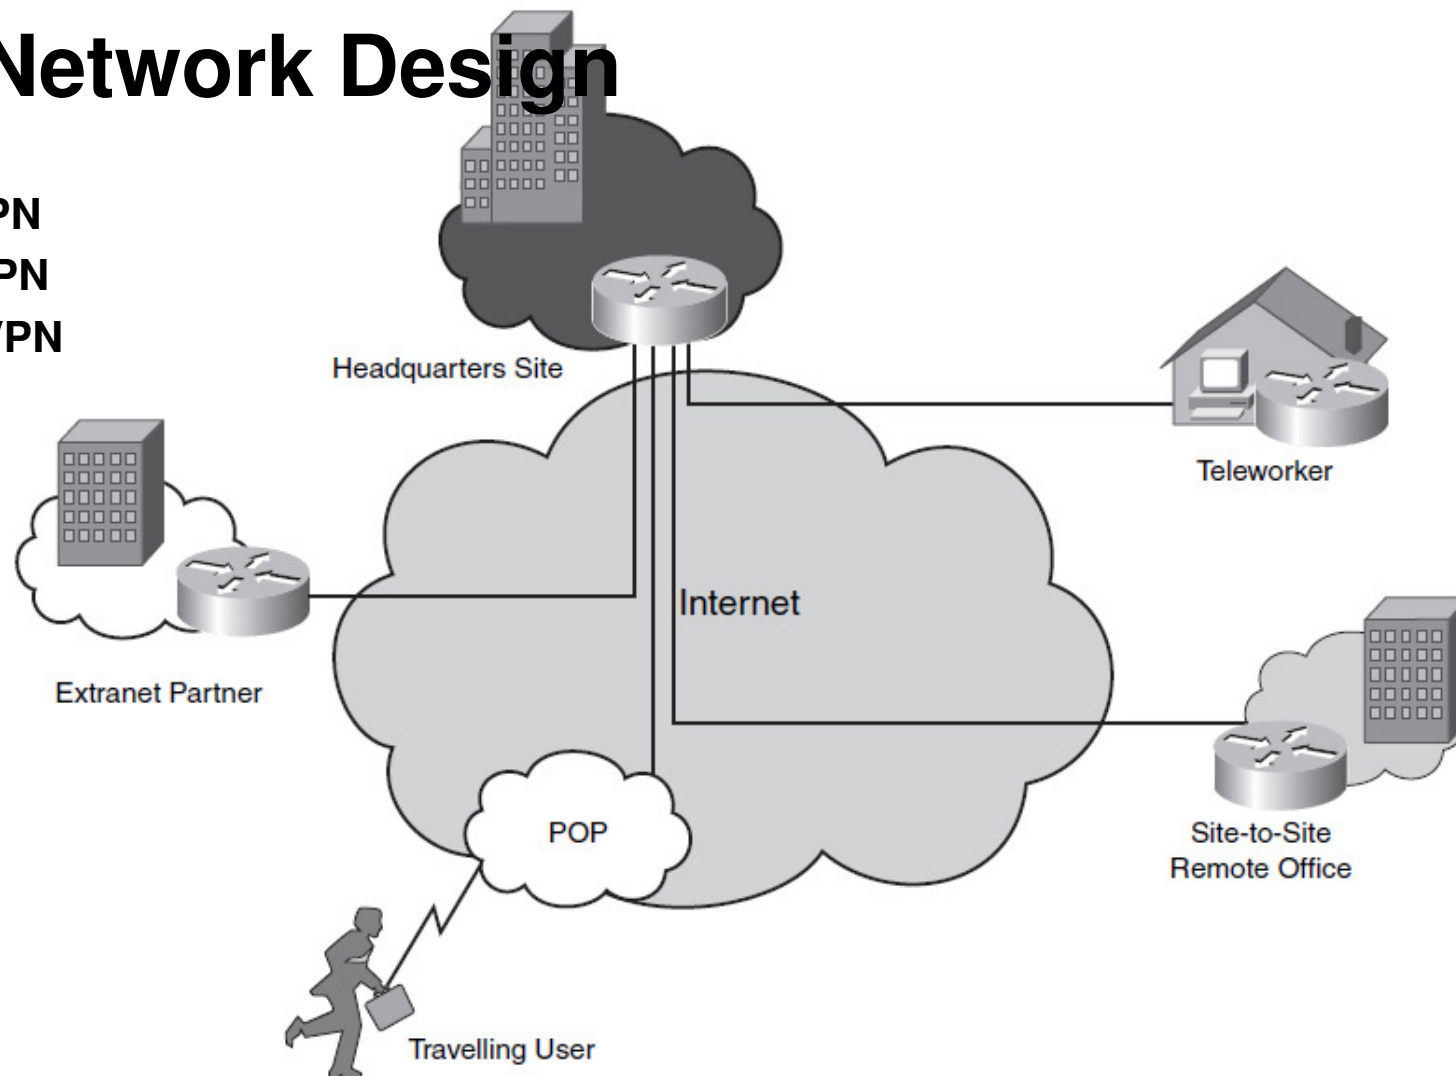 Network Design
PN
PN
VPN
Headquarters Site
Teleworker
Internet
Extranet Partner
POP
Site-to-Site
Remote Office
Travelling User